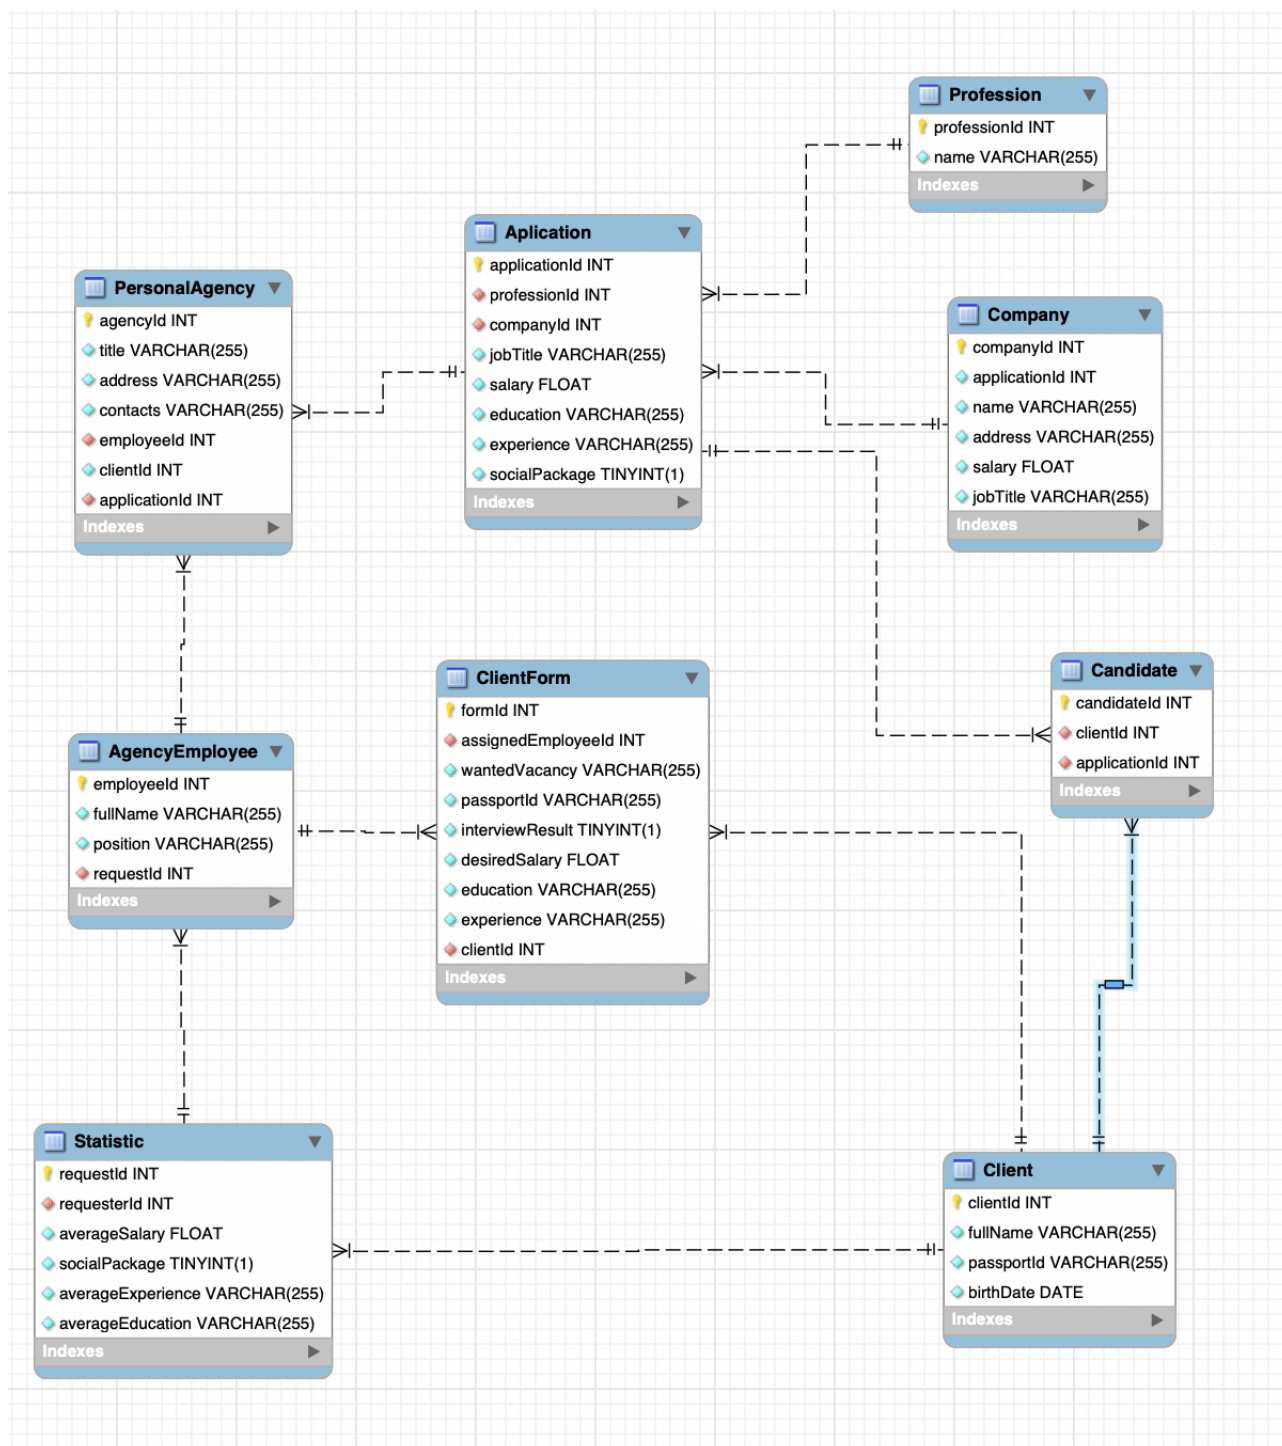 Profession
professionId INT
name VARCHAR(255)
Indexes
Aplication
applicationId INT
professionId INT
companyId INT
jobTitle VARCHAR(255)
salary FLOAT
education VARCHAR(255)
experience VARCHAR(255)
socialPackage TINYINT(1)
Indexes
PersonalAgency
agencyId INT
title VARCHAR(255)
address VARCHAR(255)
contacts VARCHAR(255)
employeeId INT
clientId INT
applicationId INT
Indexes
Company
companyId INT
applicationId INT
name VARCHAR(255)
address VARCHAR(255)
salary FLOAT
jobTitle VARCHAR(255)
Indexes
ClientForm
formId INT
assignedEmployeeId INT
wantedVacancy VARCHAR(255)
passportId VARCHAR(255)
interviewResult TINYINT(1)
desiredSalary FLOAT
education VARCHAR(255)
experience VARCHAR(255)
clientId INT
Indexes
Candidate
candidateId INT
clientId INT
applicationId INT
Indexes
AgencyEmployee
employeeId INT
fullName VARCHAR(255)
position VARCHAR(255)
requestId INT
Indexes
Statistic
requestId INT
requesterId INT
averageSalary FLOAT
socialPackage TINYINT(1)
averageExperience VARCHAR(255)
averageEducation VARCHAR(255)
Indexes
Client
clientId INT
fullName VARCHAR(255)
passportId VARCHAR(255)
birthDate DATE
Indexes